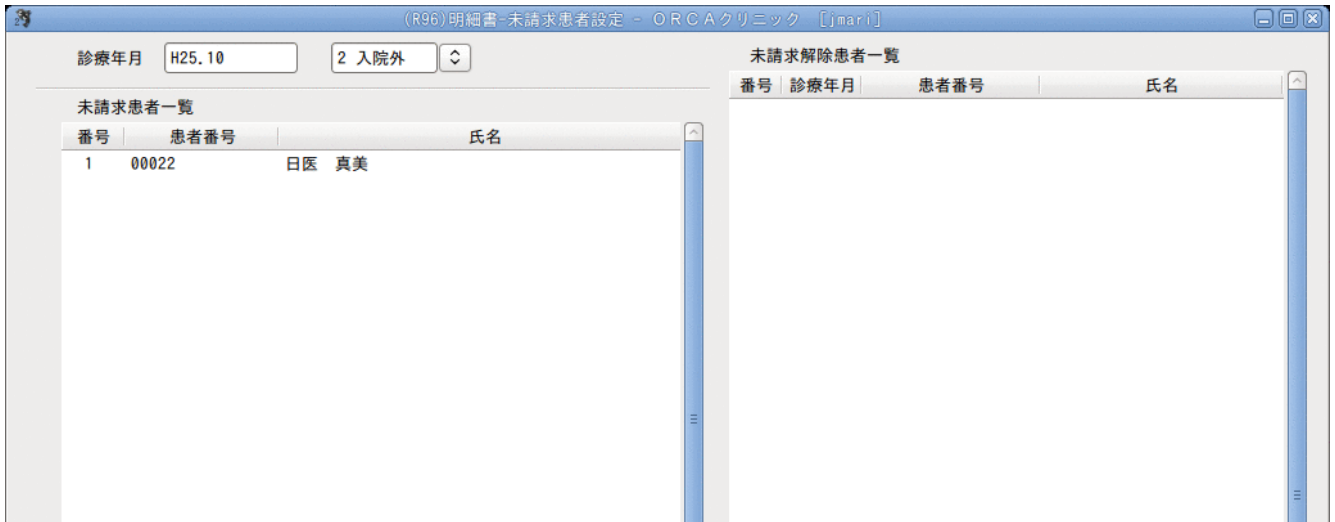 (R96)明細書-未請求患者設定 - ＯＲＣＡクリニック [jmari]
診療年月 H25.10 2 入院外
未請求患者一覧
番号 患者番号 氏名
1 00022 日医 真美
未請求解除患者一覧
番号 診療年月 患者番号 氏名